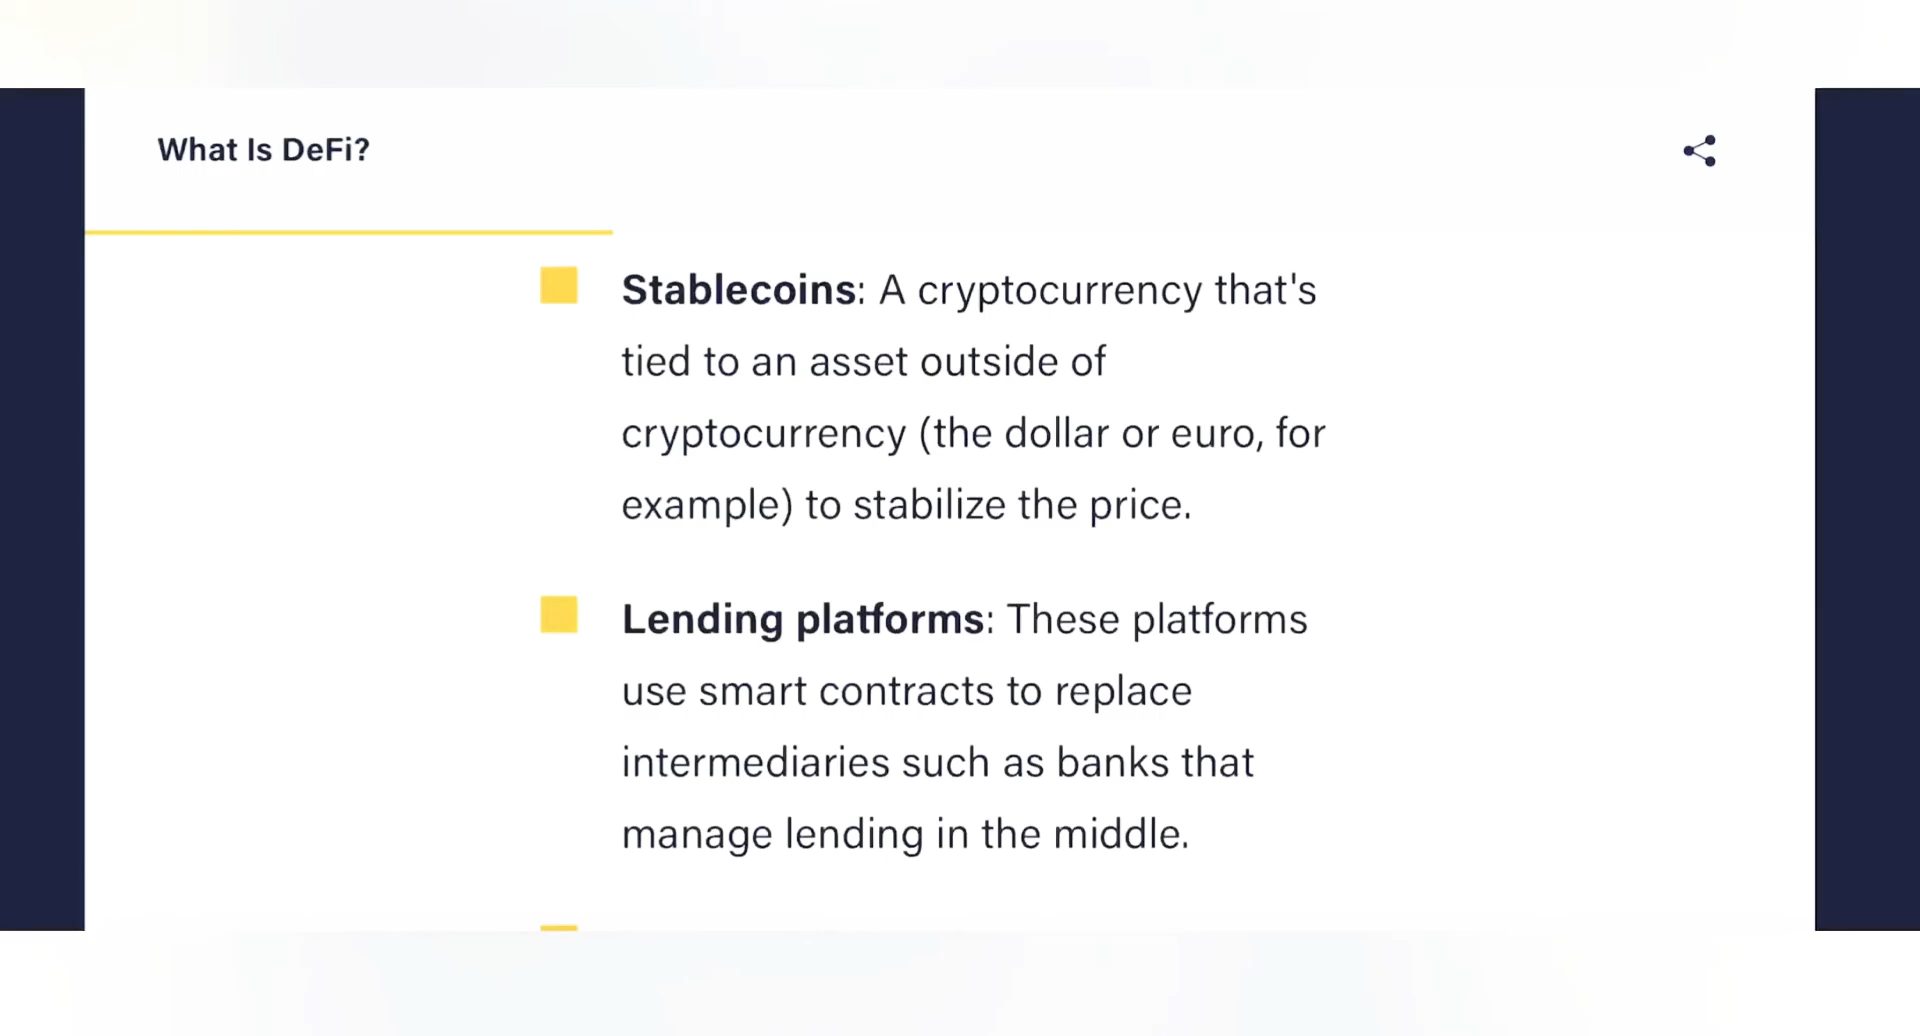 What Is DeFi?
Stablecoins: A cryptocurrency that's
tied to an asset outside of
cryptocurrency (the dollar or euro, for
example) to stabilize the price.
Lending platforms: These platforms
use smart contracts to replace
intermediaries such as banks that
manage lending in the middle.